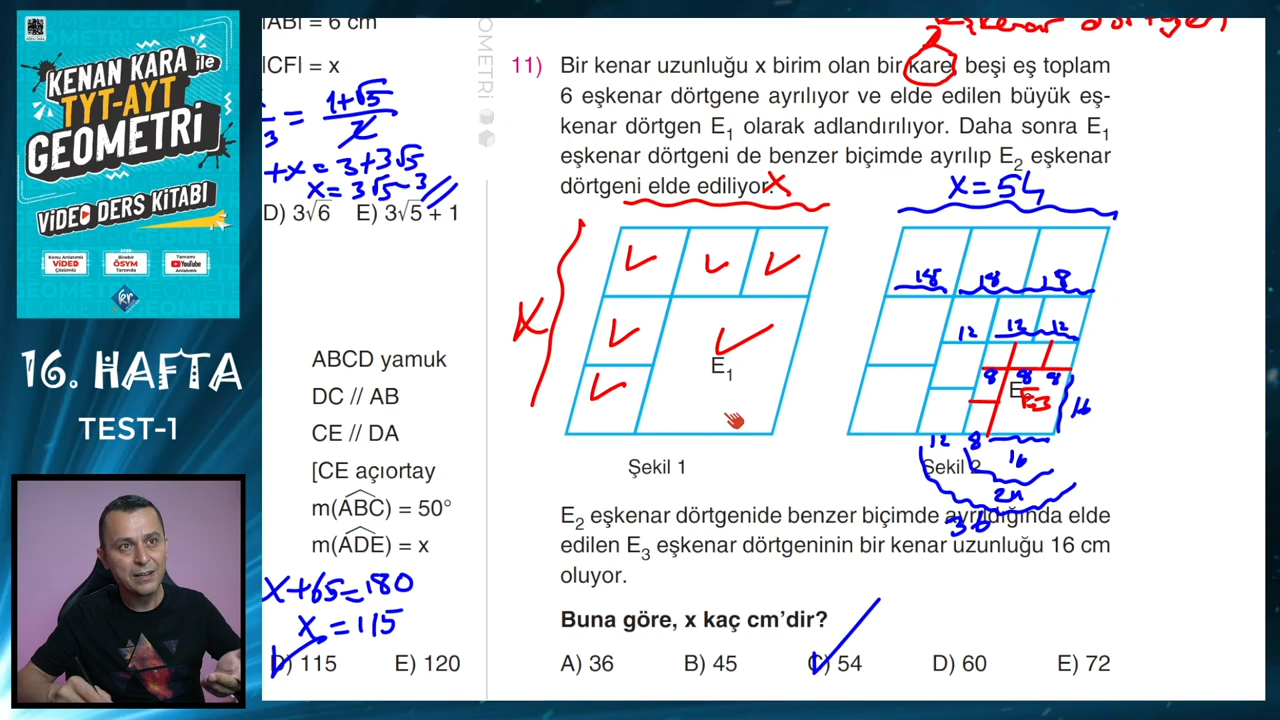 KENAN KARA ile
TYT-AYT
GEOMETRİ
VİDEO DERS KİTABI
VİDEO
ÖSYM
YouTube
16. HAFTA
TEST-1
|AB| = 6 cm
|CF| = x
= 1+√5
+x = 3+3√5
x = 3√5-3
D) 3√6 E) 3√5 + 1
ABCD yamuk
DC // AB
CE // DA
[CE açıortay
m(ABC) = 50°
m(ADE) = x
x+65=180
x = 115
D) 115 E) 120
OMETRİ
eşkenar dörtgen
11) Bir kenar uzunluğu x birim olan bir kare, beşi eş toplam
6 eşkenar dörtgene ayrılıyor ve elde edilen büyük eş-
kenar dörtgen E1 olarak adlandırılıyor. Daha sonra E1
eşkenar dörtgeni de benzer biçimde ayrılıp E2 eşkenar
dörtgeni elde ediliyor.
x x=54
x
18 18 18
12 12 12
8 8 8
E1
E3
16
12 8
16
24
36
Şekil 1 Şekil 2
E2 eşkenar dörtgenide benzer biçimde ayrıldığında elde
edilen E3 eşkenar dörtgeninin bir kenar uzunluğu 16 cm
oluyor.
Buna göre, x kaç cm'dir?
A) 36 B) 45 C) 54 D) 60 E) 72